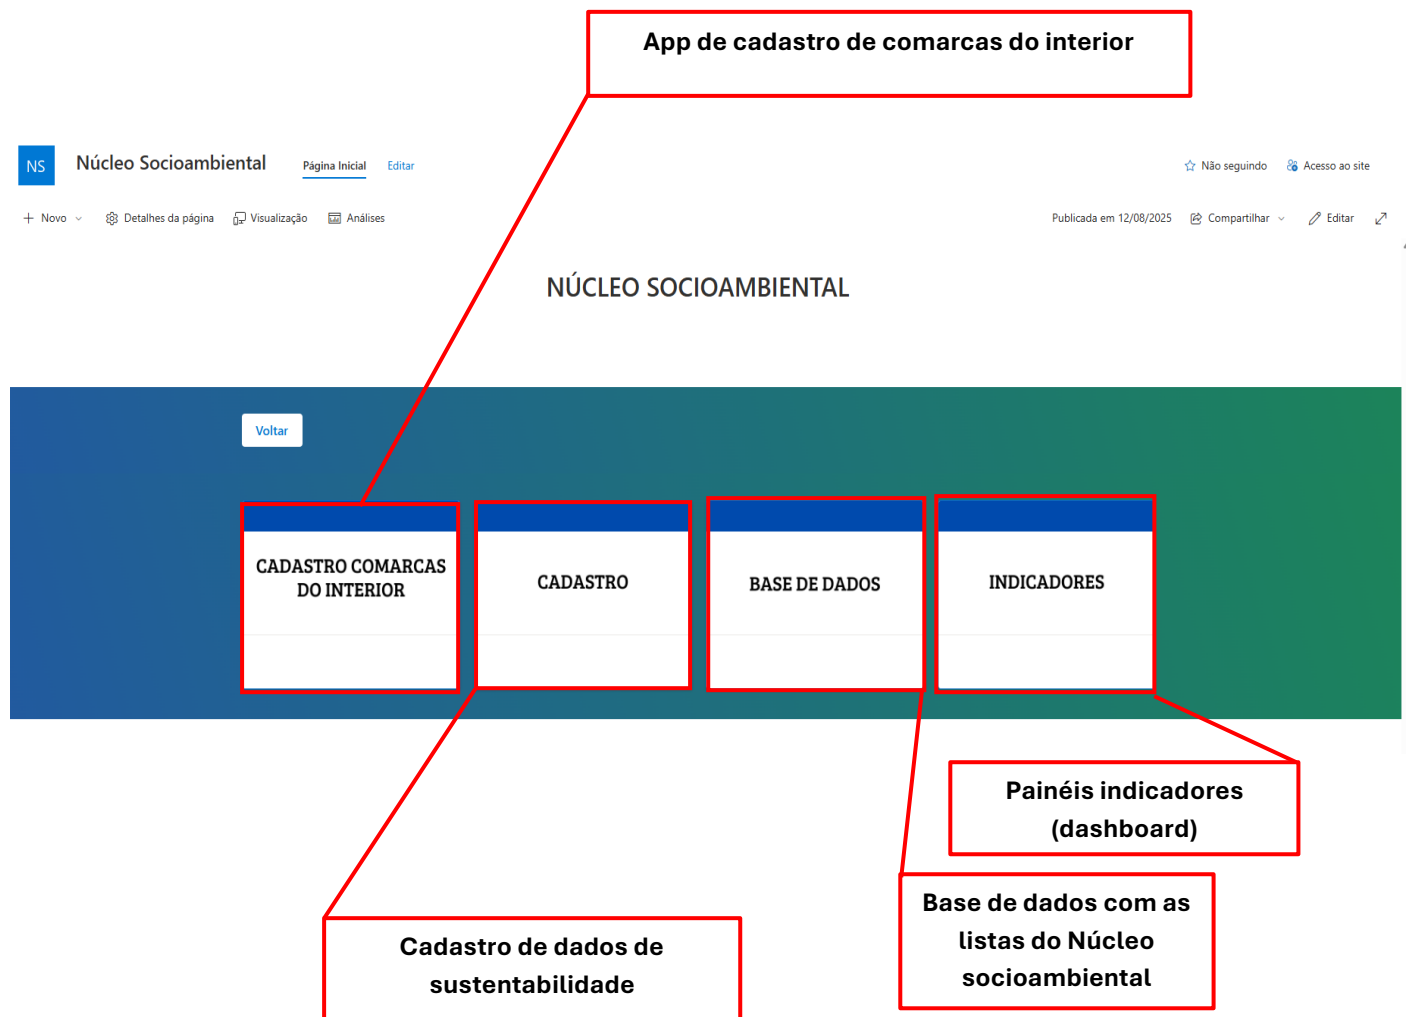 App de cadastro de comarcas do interior
NS
Núcleo Socioambiental
Página Inicial
Editar
Não seguindo
Acesso ao site
Novo
Detalhes da página
Visualização
Análises
Publicada em 12/08/2025
Compartilhar
Editar
NÚCLEO SOCIOAMBIENTAL
Voltar
CADASTRO COMARCAS
DO INTERIOR
CADASTRO
BASE DE DADOS
INDICADORES
Painéis indicadores
(dashboard)
Base de dados com as
listas do Núcleo
socioambiental
Cadastro de dados de
sustentabilidade